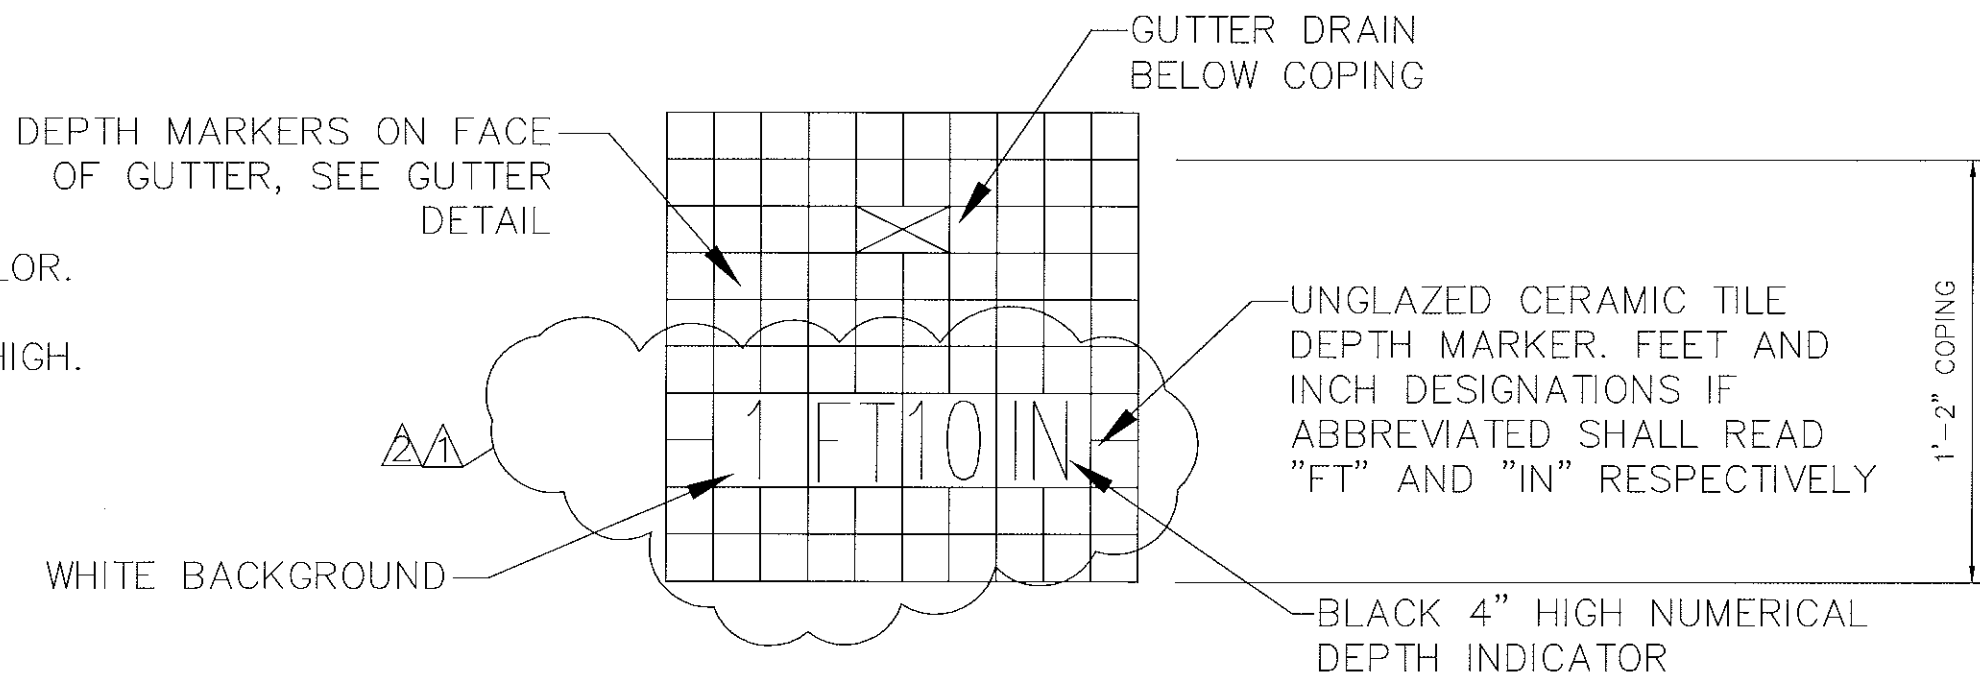 GUTTER DRAIN
BELOW COPING
DEPTH MARKERS ON FACE
OF GUTTER, SEE GUTTER
DETAIL
LOR.
HIGH.
UNGLAZED CERAMIC TILE
DEPTH MARKER. FEET AND
INCH DESIGNATIONS IF
ABBREVIATED SHALL READ
"FT" AND "IN" RESPECTIVELY
1'-2" COPING
1 FT10 IN
2 1
WHITE BACKGROUND
BLACK 4" HIGH NUMERICAL
DEPTH INDICATOR